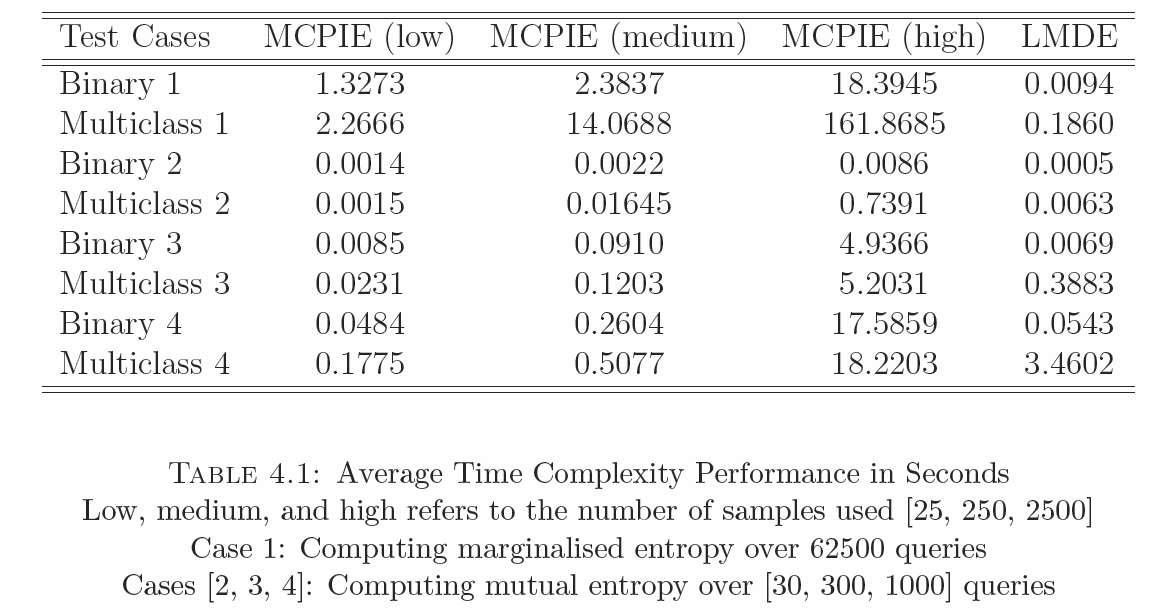 Test Cases MCPIE (low) MCPIE (medium) MCPIE (high) LMDE
Binary 1 1.3273 2.3837 18.3945 0.0094
Multiclass 1 2.2666 14.0688 161.8685 0.1860
Binary 2 0.0014 0.0022 0.0086 0.0005
Multiclass 2 0.0015 0.01645 0.7391 0.0063
Binary 3 0.0085 0.0910 4.9366 0.0069
Multiclass 3 0.0231 0.1203 5.2031 0.3883
Binary 4 0.0484 0.2604 17.5859 0.0543
Multiclass 4 0.1775 0.5077 18.2203 3.4602
TABLE 4.1: Average Time Complexity Performance in Seconds
Low, medium, and high refers to the number of samples used [25, 250, 2500]
Case 1: Computing marginalised entropy over 62500 queries
Cases [2, 3, 4]: Computing mutual entropy over [30, 300, 1000] queries